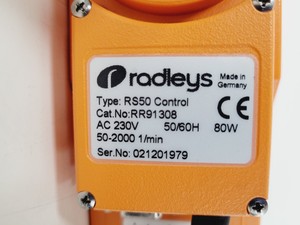 radleys
Made in
Germany
Type: RS50 Control
Cat.No:RR91308
AC 230V 50/60H 80W
50-2000 1/min
Ser.No: 021201979
CE